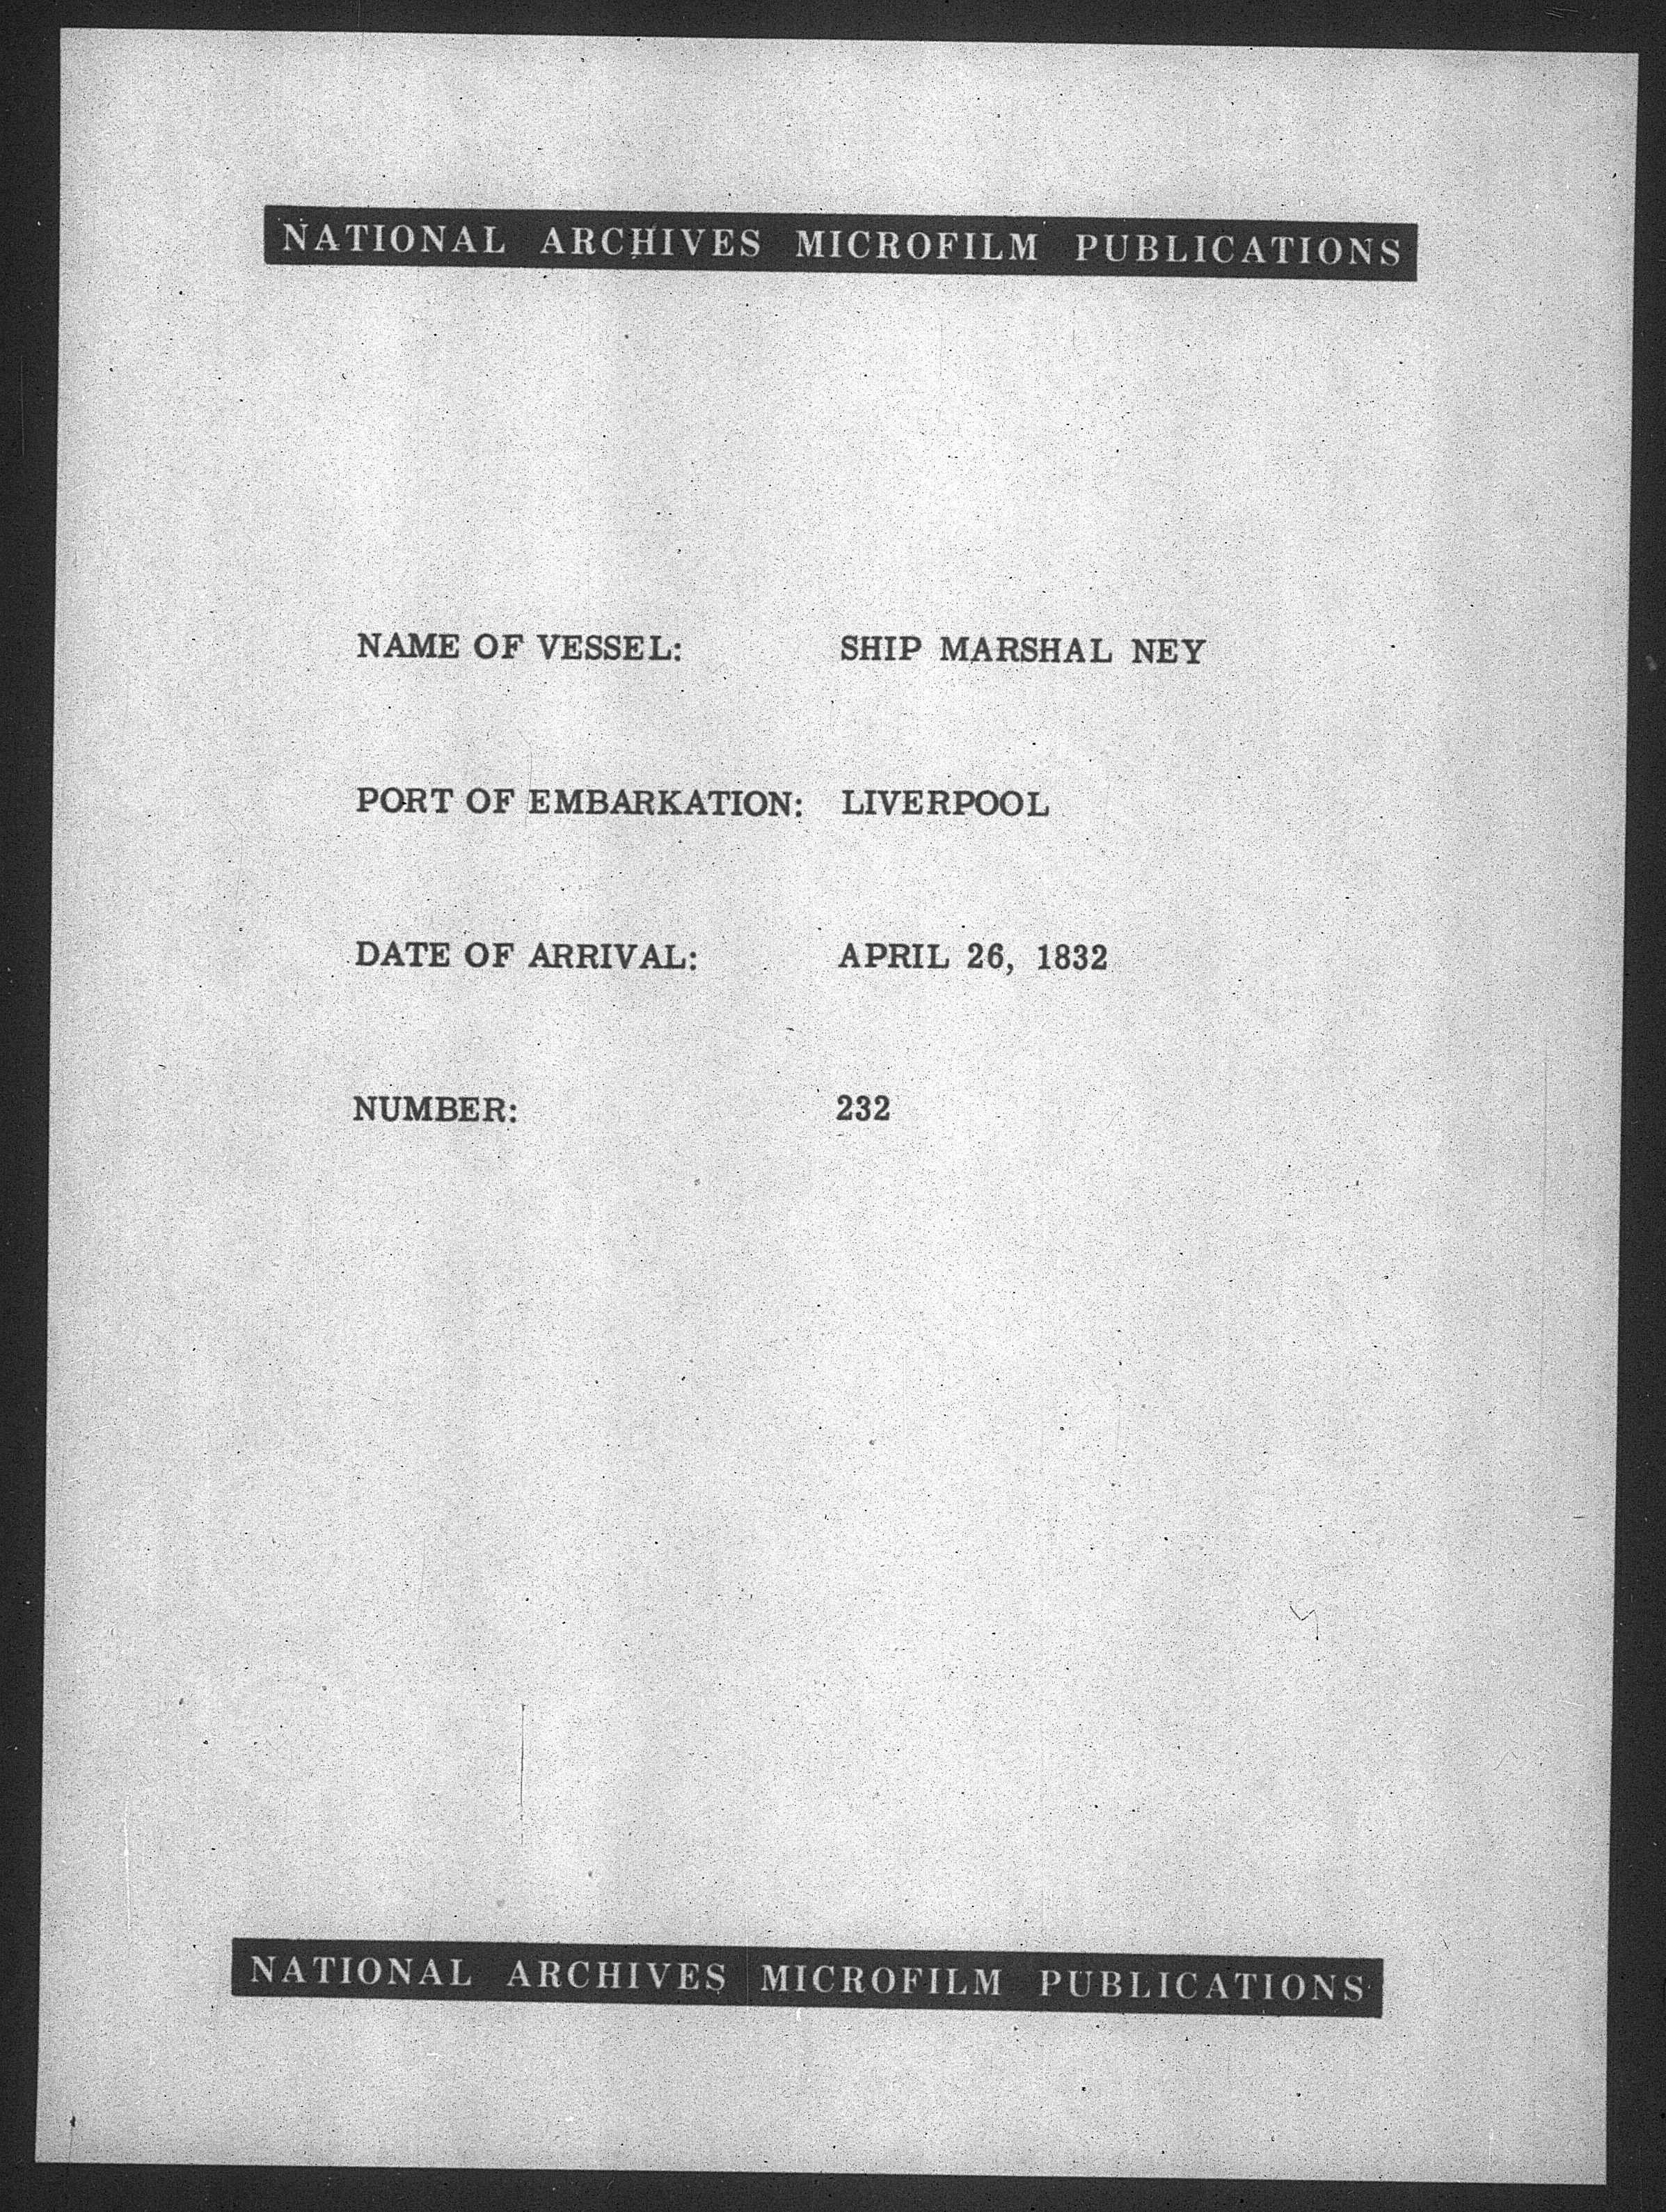 NATIONAL ARCHIVES MICROFILM PUBLICATIONS
NAME OF VESSEL: SHIP MARSHAL NEY
PORT OF EMBARKATION: LIVERPOOL
DATE OF ARRIVAL: APRIL 26, 1832
NUMBER: 232
NATIONAL ARCHIVES MICROFILM PUBLICATIONS